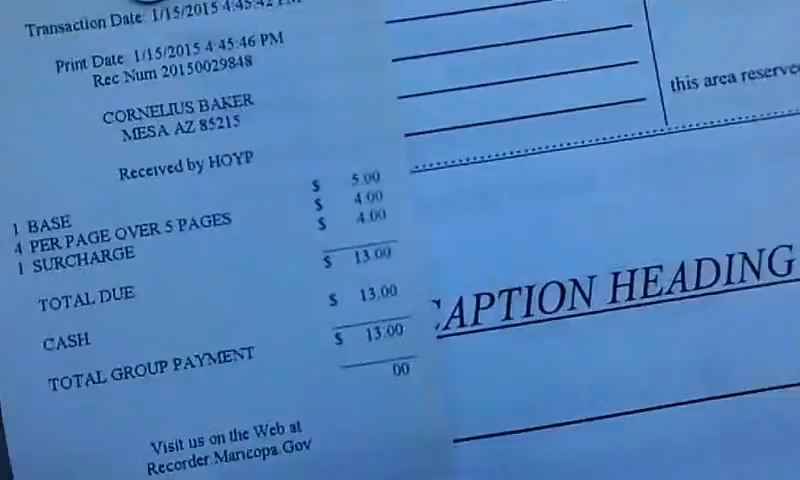 Transaction Date: 1/15/2015 4:45:42 PM
Print Date: 1/15/2015 4:45:46 PM
Rec Num 20150029848
CORNELIUS BAKER
MESA AZ 85215
Received by HOYP
1 BASE $ 5.00
4 PER PAGE OVER 5 PAGES $ 4.00
1 SURCHARGE $ 4.00
$ 13.00
TOTAL DUE
$ 13.00
CASH
$ 13.00
TOTAL GROUP PAYMENT
00
Visit us on the Web at
Recorder.Maricopa.Gov
this area reserved
CAPTION HEADING